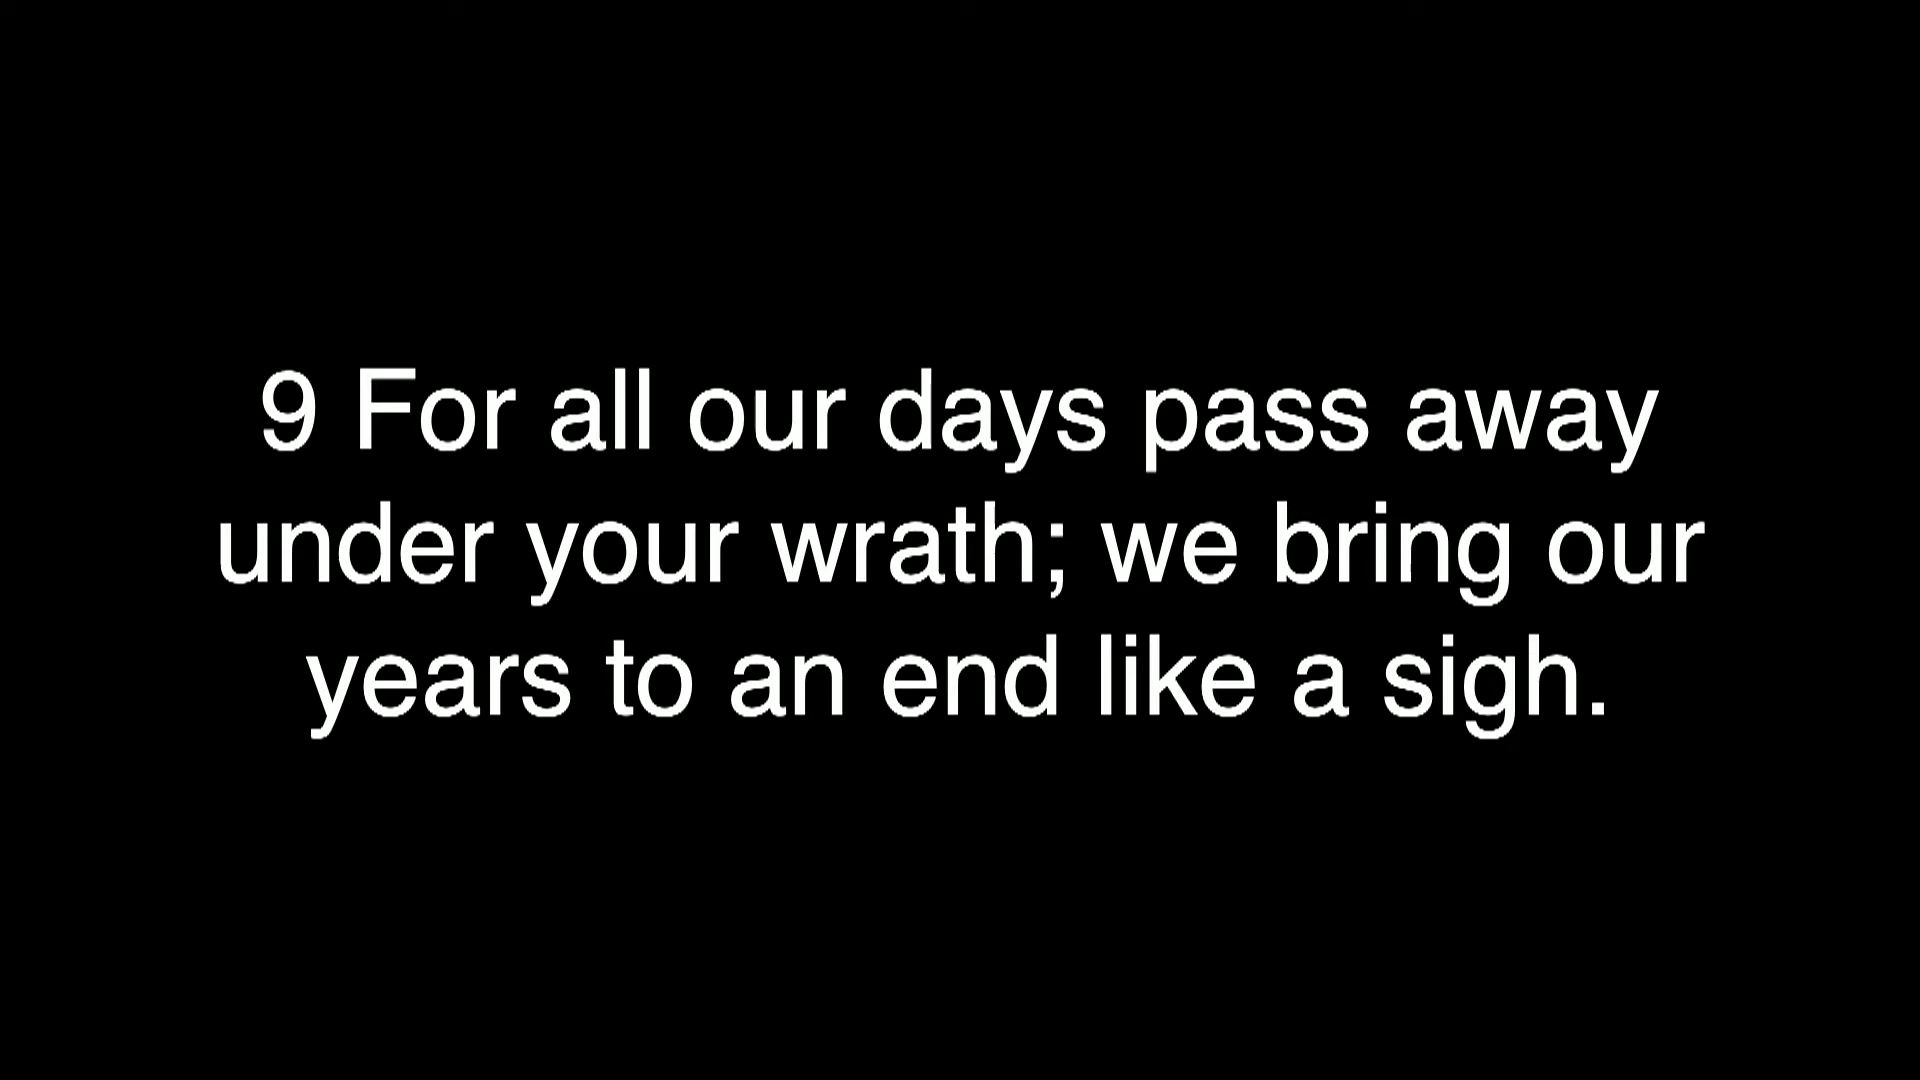 9 For all our days pass away
under your wrath; we bring our
years to an end like a sigh.